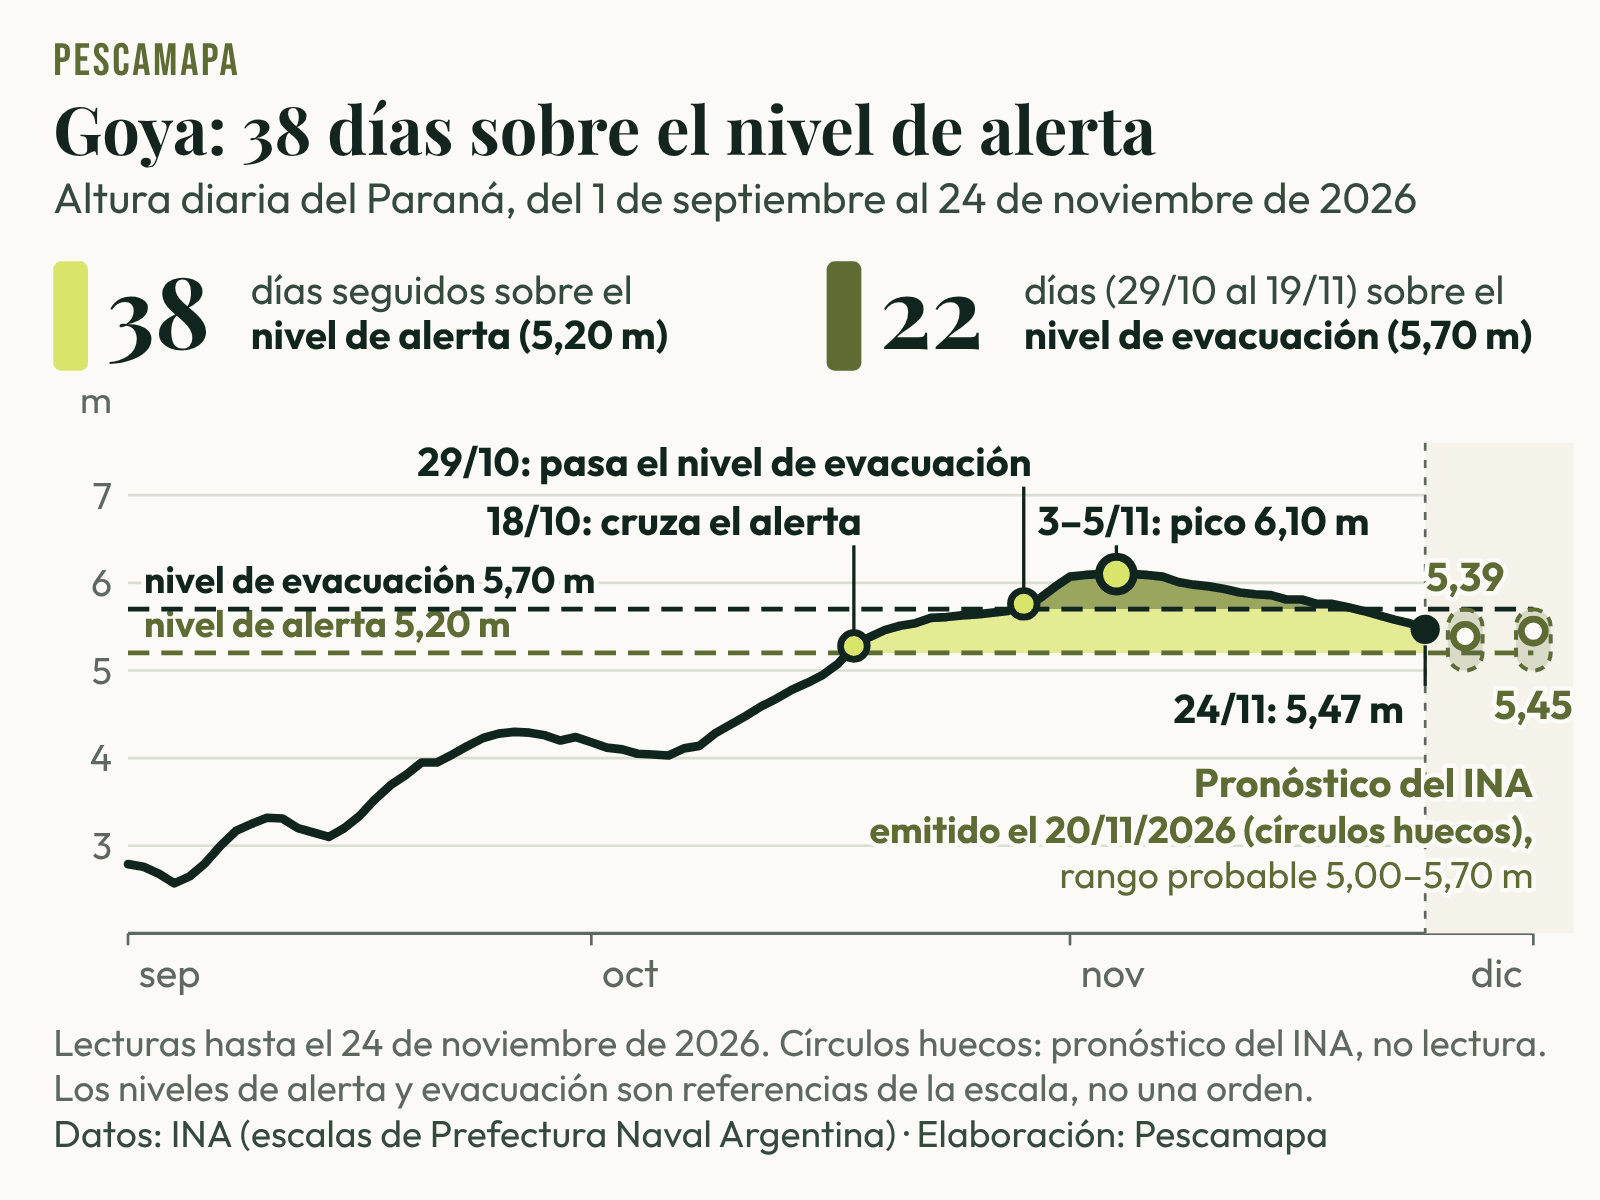 PESCAMAPA
Goya: 38 días sobre el nivel de alerta
Altura diaria del Paraná, del 1 de septiembre al 24 de noviembre de 2026
38
días seguidos sobre el
nivel de alerta (5,20 m)
22
días (29/10 al 19/11) sobre el
nivel de evacuación (5,70 m)
m
29/10: pasa el nivel de evacuación
7
18/10: cruza el alerta
3–5/11: pico 6,10 m
6
nivel de evacuación 5,70 m
5,39
nivel de alerta 5,20 m
5
24/11: 5,47 m
5,45
4
Pronóstico del INA
emitido el 20/11/2026 (círculos huecos),
3
rango probable 5,00–5,70 m
sep
oct
nov
dic
Lecturas hasta el 24 de noviembre de 2026. Círculos huecos: pronóstico del INA, no lectura.
Los niveles de alerta y evacuación son referencias de la escala, no una orden.
Datos: INA (escalas de Prefectura Naval Argentina) · Elaboración: Pescamapa